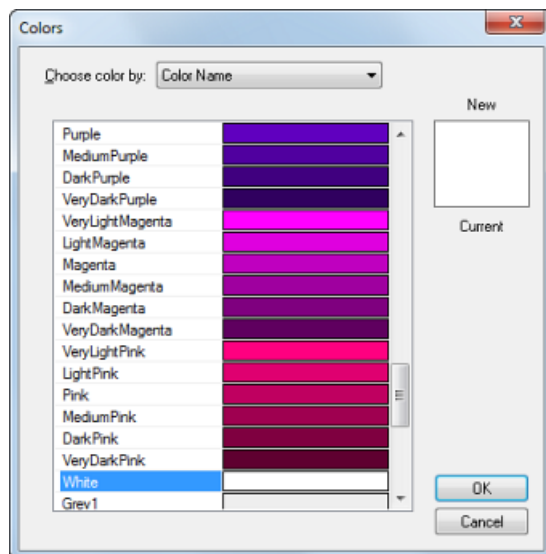 Colors
Choose color by: Color Name
New
Current
Purple
MediumPurple
DarkPurple
VeryDarkPurple
VeryLightMagenta
LightMagenta
Magenta
MediumMagenta
DarkMagenta
VeryDarkMagenta
VeryLightPink
LightPink
Pink
MediumPink
DarkPink
VeryDarkPink
White
Grey1
OK
Cancel